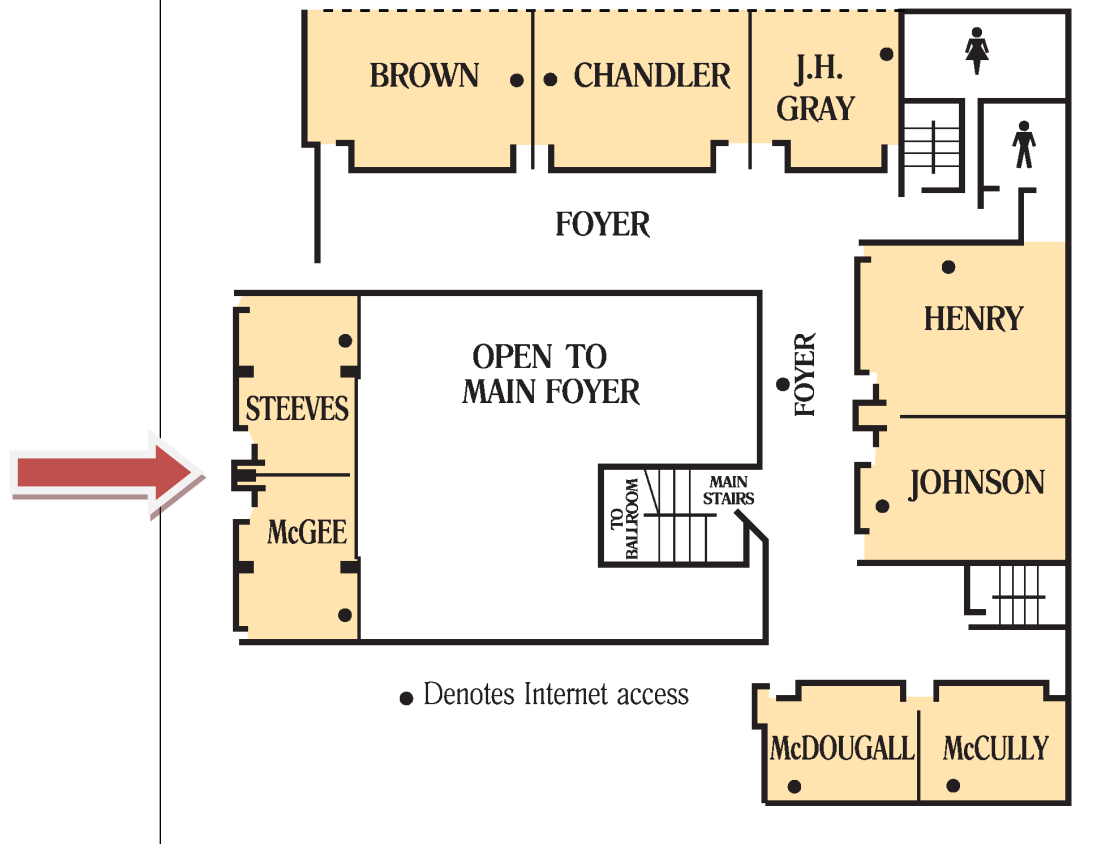 BROWN
CHANDLER
J.H.
GRAY
FOYER
HENRY
OPEN TO
MAIN FOYER
FOYER
STEEVES
JOHNSON
MAIN
STAIRS
TO
BALLROOM
McGEE
Denotes Internet access
McDOUGALL
McCULLY